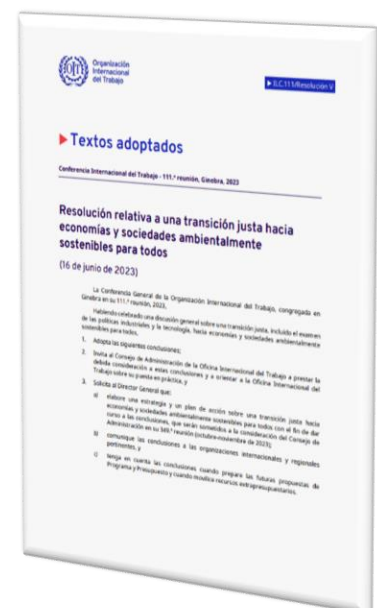 Organización
Internacional
del Trabajo
ILC.111/Resolución V
Textos adoptados
Conferencia Internacional del Trabajo - 111.ª reunión, Ginebra, 2023
Resolución relativa a una transición justa hacia
economías y sociedades ambientalmente
sostenibles para todos
(16 de junio de 2023)
La Conferencia General de la Organización Internacional del Trabajo, congregada en
Ginebra en su 111.ª reunión, 2023,
Habiendo celebrado una discusión general sobre una transición justa, incluido el examen
de las políticas industriales y la tecnología, hacia economías y sociedades ambientalmente
sostenibles para todos,
1. Adopta las siguientes conclusiones;
2. Invita al Consejo de Administración de la Oficina Internacional del Trabajo a prestar la
debida consideración a estas conclusiones y a orientar a la Oficina Internacional del
Trabajo sobre su puesta en práctica, y
3. Solicita al Director General que:
a) elabore una estrategia y un plan de acción sobre una transición justa hacia
economías y sociedades ambientalmente sostenibles para todos con el fin de dar
curso a las conclusiones, que serán sometidos a la consideración del Consejo de
Administración en su 349.ª reunión (octubre-noviembre de 2023);
b) comunique las conclusiones a las organizaciones internacionales y regionales
pertinentes, y
c) tenga en cuenta las conclusiones cuando prepare las futuras propuestas de
Programa y Presupuesto y cuando movilice recursos extrapresupuestarios.